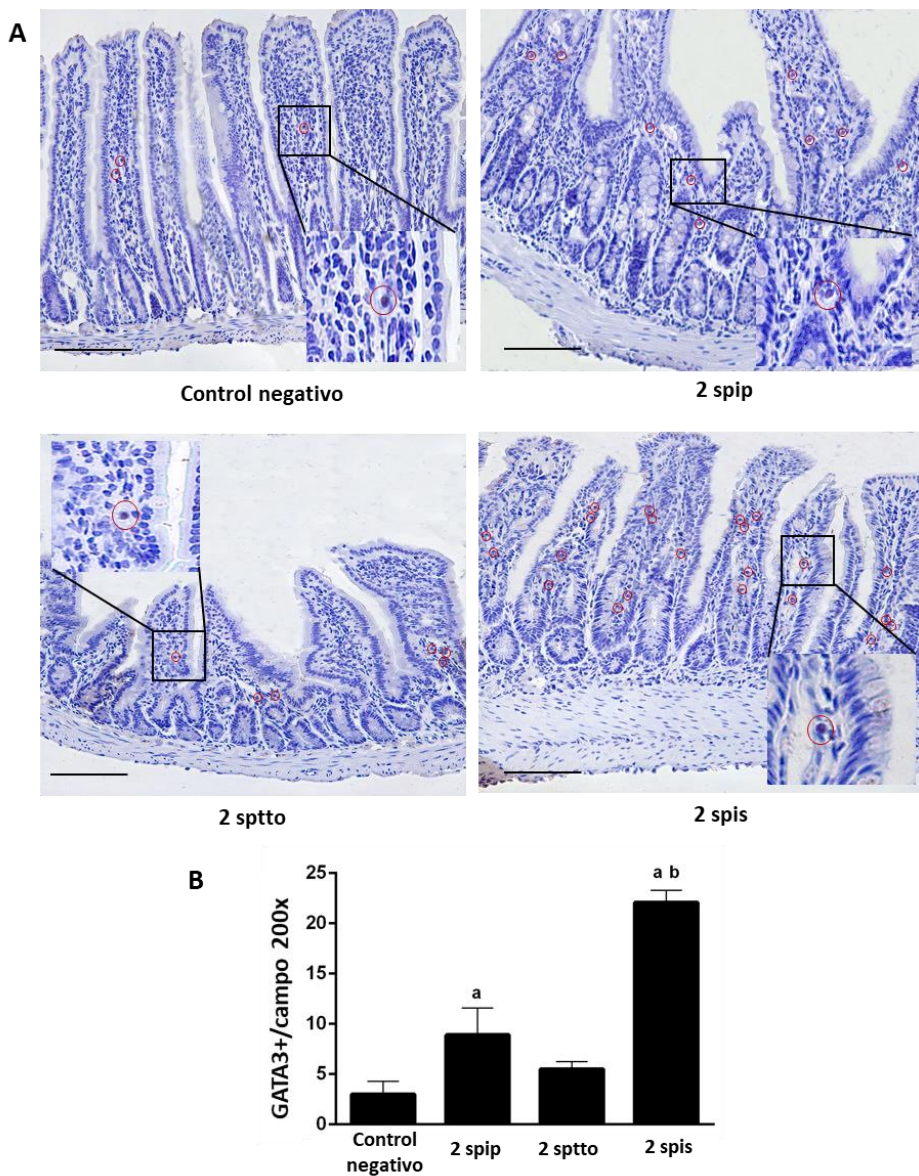 A
Control negativo
2 spip
2 sptto
2 spis
B
GATA3+/campo 200x
25
20
15
10
5
0
a
a b
Control
negativo
2 spip
2 sptto
2 spis